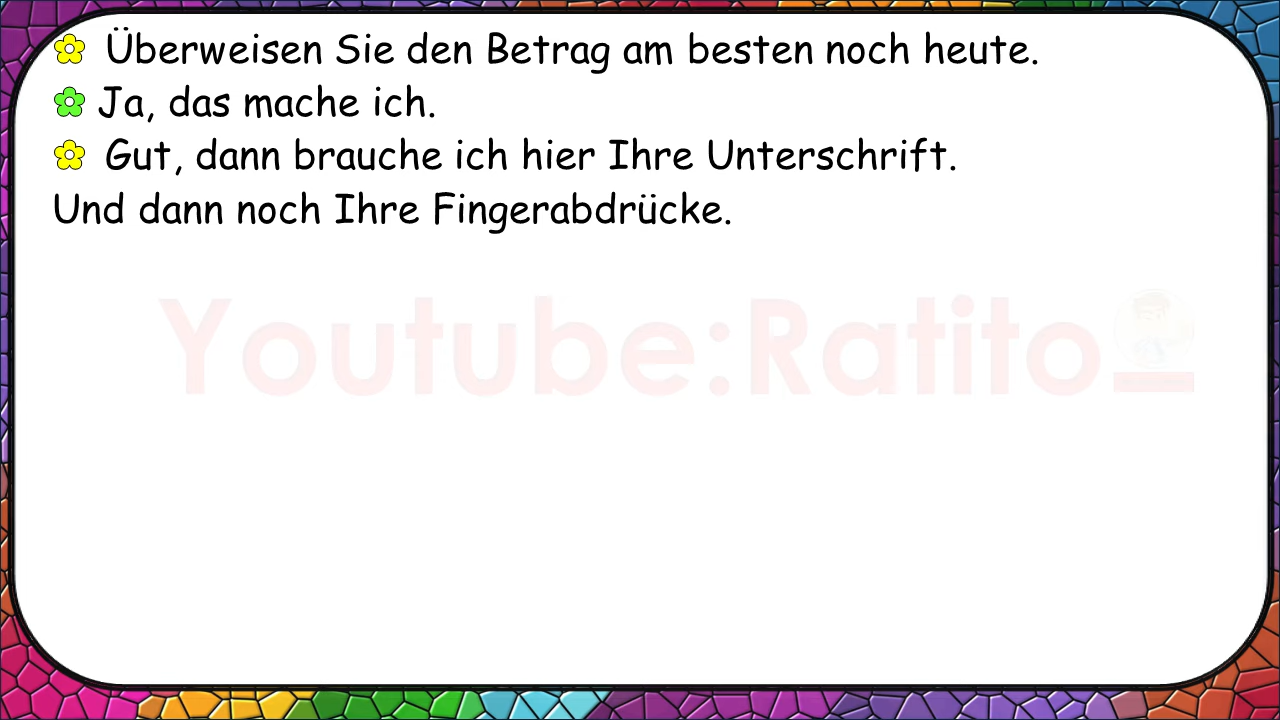 Überweisen Sie den Betrag am besten noch heute.
Ja, das mache ich.
Gut, dann brauche ich hier Ihre Unterschrift.
Und dann noch Ihre Fingerabdrücke.
Youtube:Ratito